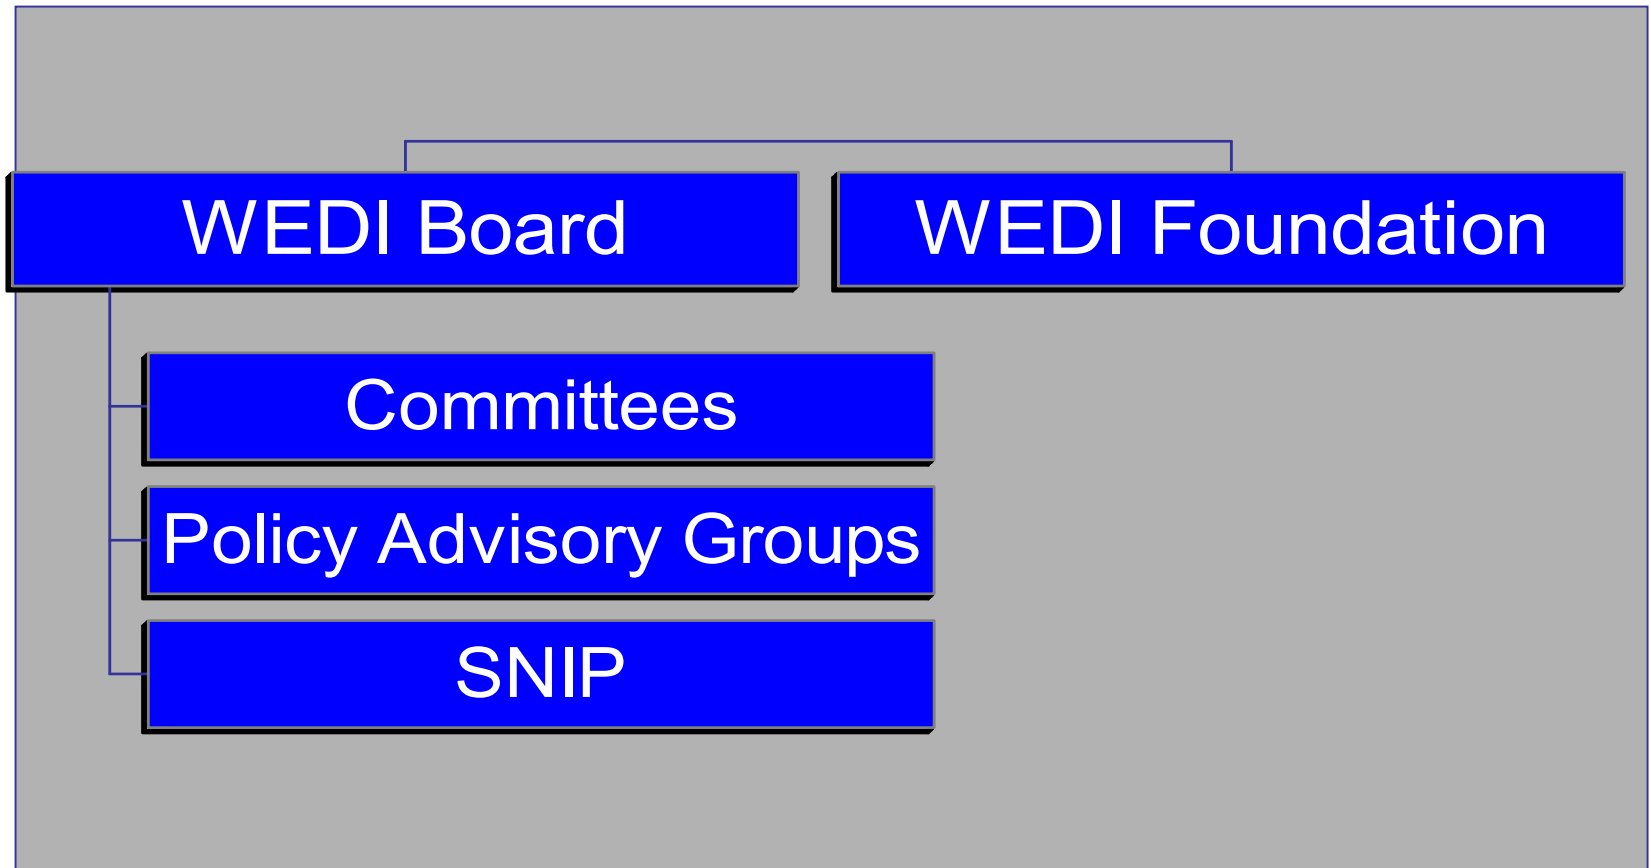 WEDI Board
WEDI Foundation
Committees
Policy Advisory Groups
SNIP